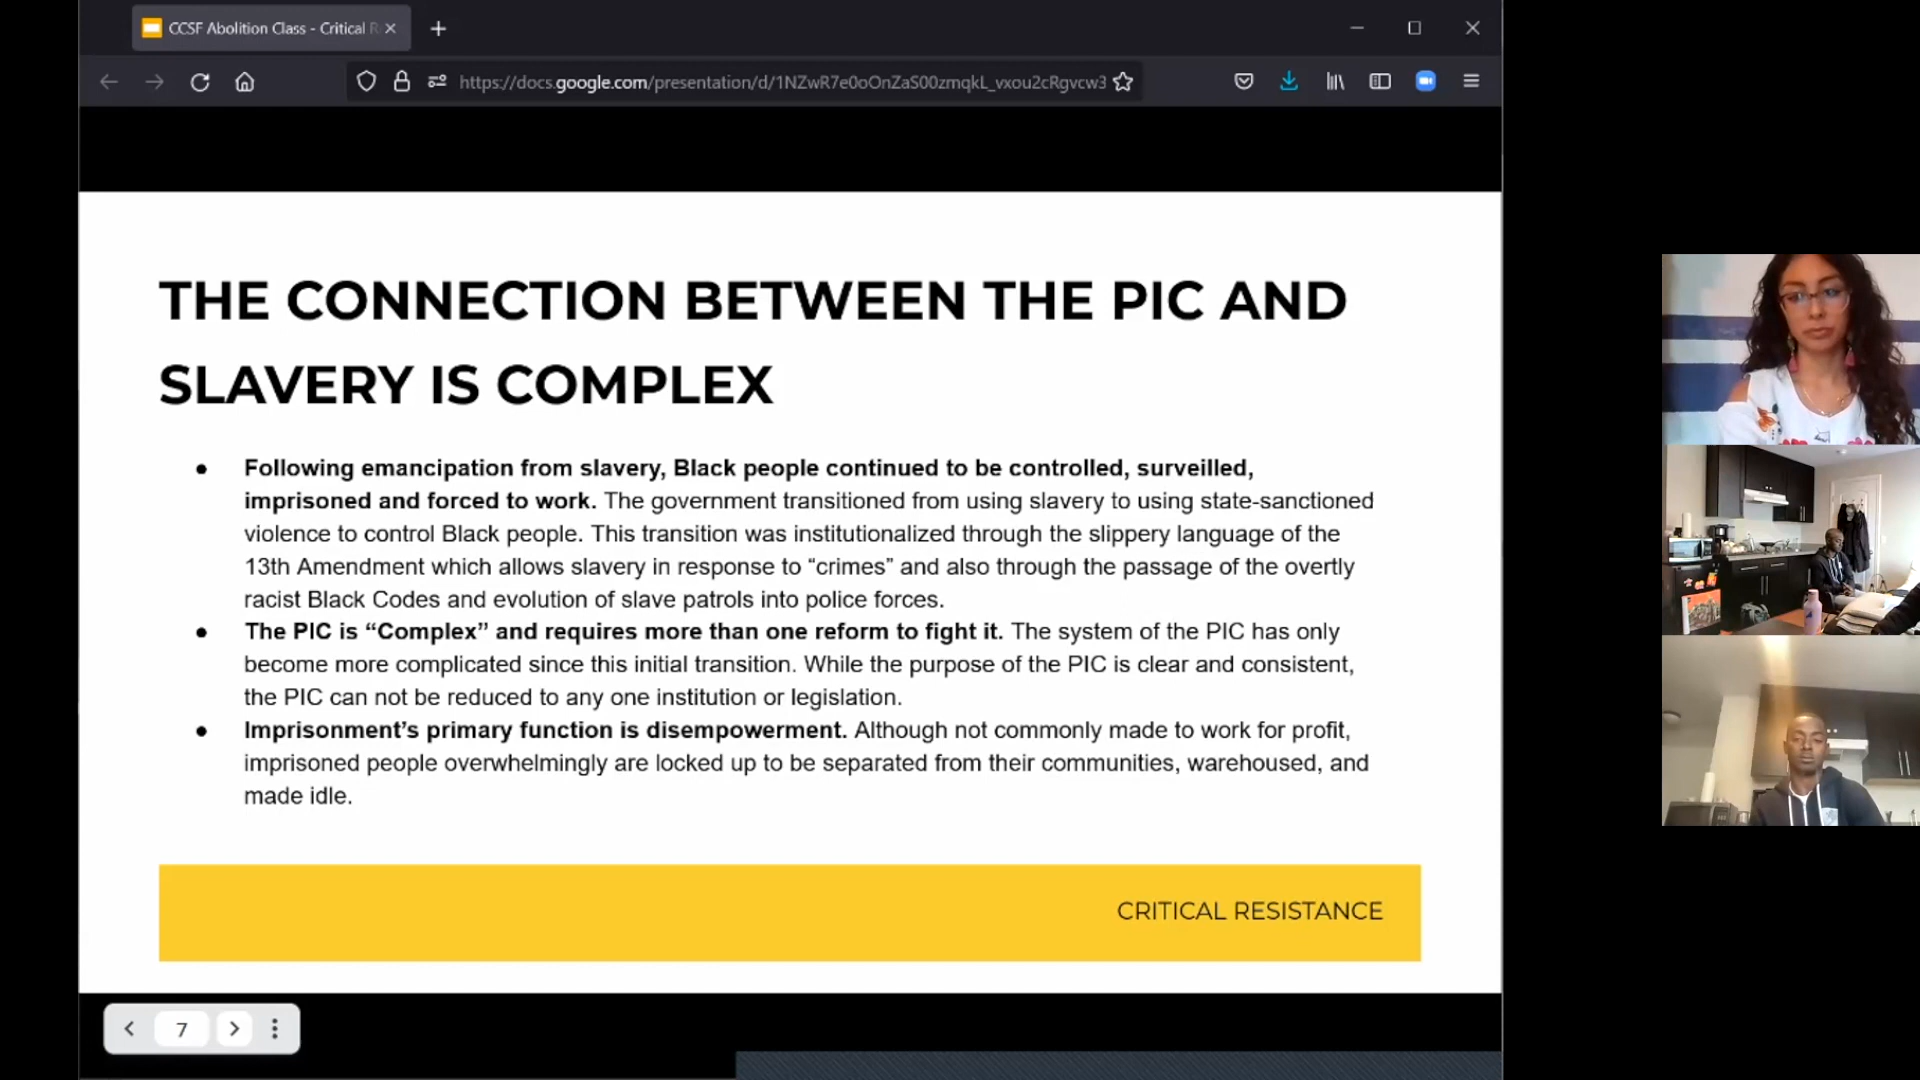 CCSF Abolition Class - Critical R
https://docs.google.com/presentation/d/1NZwR7e0oOnZaS00zmqkL_vxou2cRgvcw3
THE CONNECTION BETWEEN THE PIC AND
SLAVERY IS COMPLEX
● Following emancipation from slavery, Black people continued to be controlled, surveilled,
imprisoned and forced to work. The government transitioned from using slavery to using state-sanctioned
violence to control Black people. This transition was institutionalized through the slippery language of the
13th Amendment which allows slavery in response to “crimes” and also through the passage of the overtly
racist Black Codes and evolution of slave patrols into police forces.
● The PIC is “Complex” and requires more than one reform to fight it. The system of the PIC has only
become more complicated since this initial transition. While the purpose of the PIC is clear and consistent,
the PIC can not be reduced to any one institution or legislation.
● Imprisonment’s primary function is disempowerment. Although not commonly made to work for profit,
imprisoned people overwhelmingly are locked up to be separated from their communities, warehoused, and
made idle.
CRITICAL RESISTANCE
7